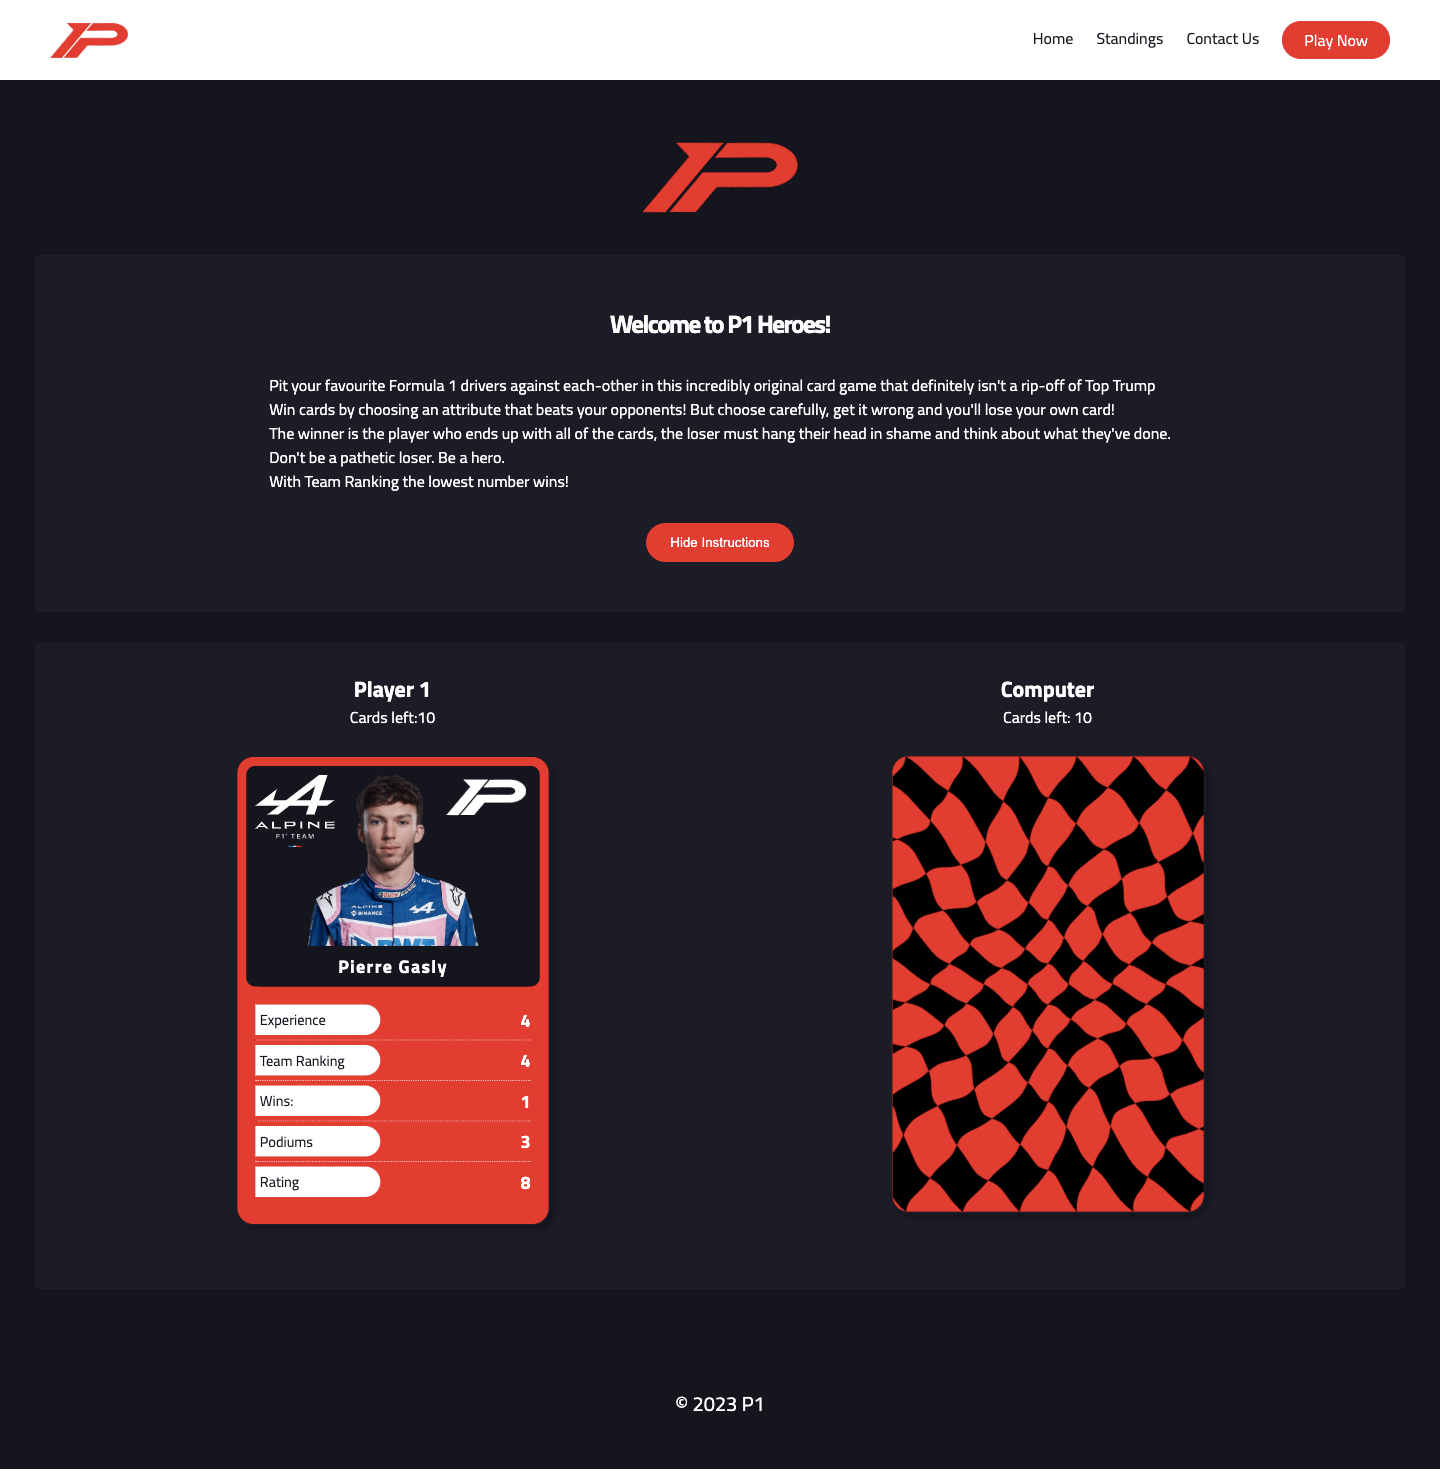 P
Home Standings Contact Us Play Now
P
Welcome to P1 Heroes!
Pit your favourite Formula 1 drivers against each-other in this incredibly original card game that definitely isn't a rip-off of Top Trump
Win cards by choosing an attribute that beats your opponents! But choose carefully, get it wrong and you'll lose your own card!
The winner is the player who ends up with all of the cards, the loser must hang their head in shame and think about what they've done.
Don't be a pathetic loser. Be a hero.
With Team Ranking the lowest number wins!
Hide Instructions
Player 1
Cards left:10
A
ALPINE
F1 TEAM
P
ALPINE
BINANCE
Pierre Gasly
Experience 4
Team Ranking 4
Wins: 1
Podiums 3
Rating 8
Computer
Cards left: 10
© 2023 P1